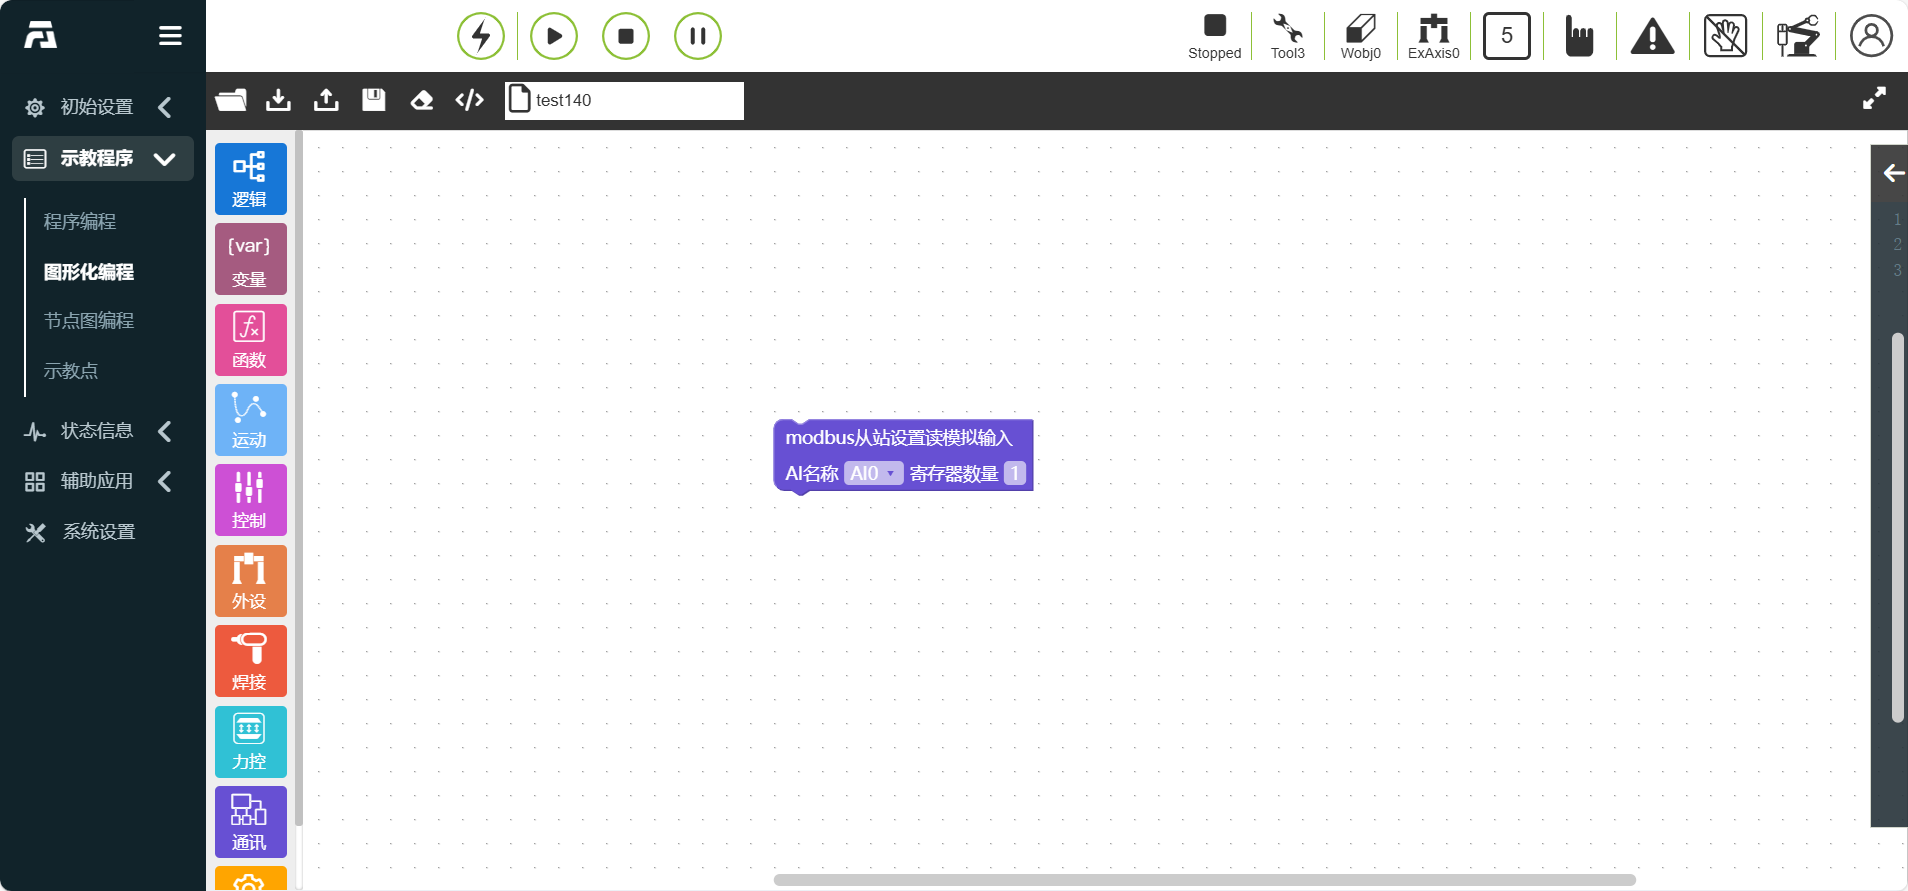 Stopped
Tool3
Wobj0
ExAxis0
5
test140
初始设置
示教程序
程序编程
图形化编程
节点图编程
示教点
状态信息
辅助应用
系统设置
逻辑
{var}
变量
fx
函数
运动
控制
外设
焊接
力控
通讯
modbus从站设置读模拟输入
AI名称 AI0 寄存器数量 1
1
2
3